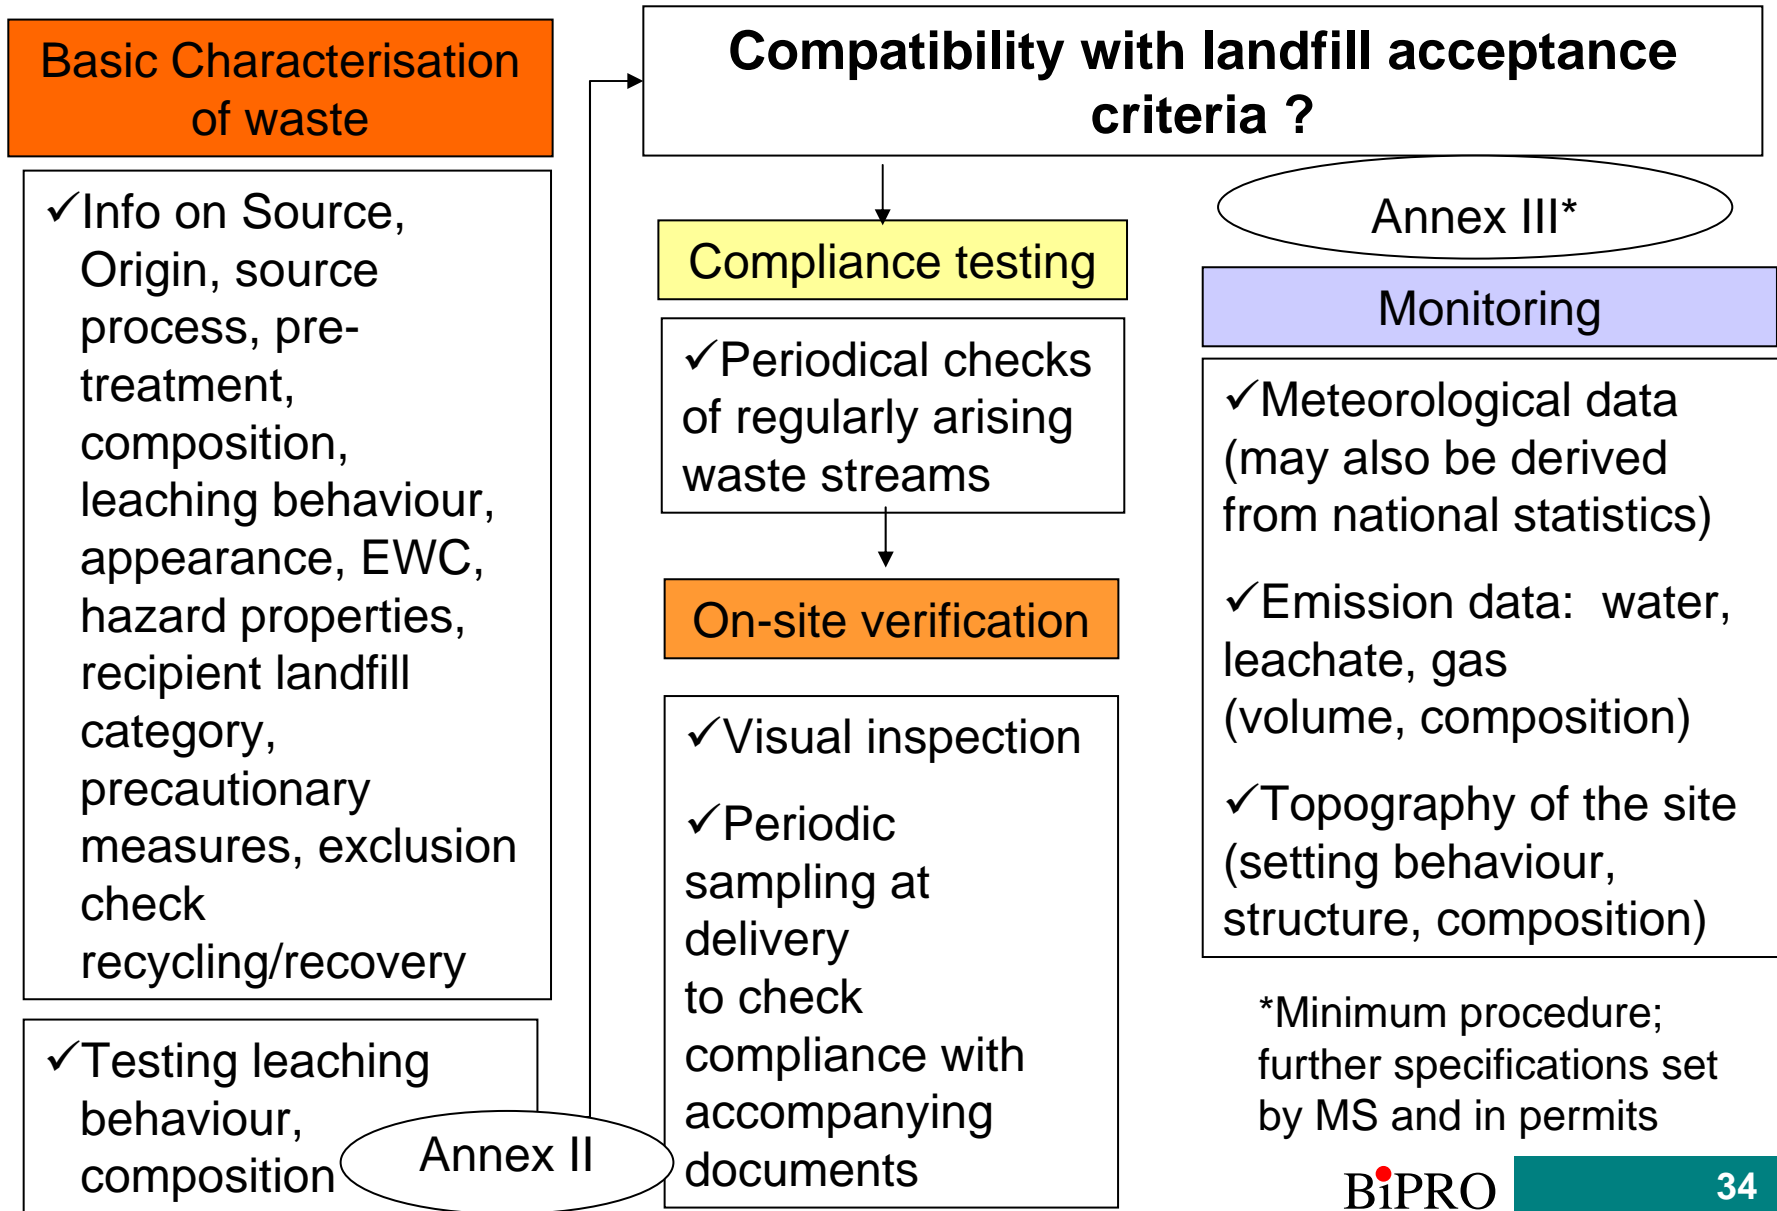 Basic Characterisation
of waste
✓Info on Source,
Origin, source
process, pre-
treatment,
composition,
leaching behaviour,
appearance, EWC,
hazard properties,
recipient landfill
category,
precautionary
measures, exclusion
check
recycling/recovery
✓Testing leaching
behaviour,
composition
Annex II
Compatibility with landfill acceptance
criteria ?
Compliance testing
✓Periodical checks
of regularly arising
waste streams
On-site verification
✓Visual inspection
✓Periodic
sampling at
delivery
to check
compliance with
accompanying
documents
Annex III*
Monitoring
✓Meteorological data
(may also be derived
from national statistics)
✓Emission data: water,
leachate, gas
(volume, composition)
✓Topography of the site
(setting behaviour,
structure, composition)
*Minimum procedure;
further specifications set
by MS and in permits
BiPRO
34